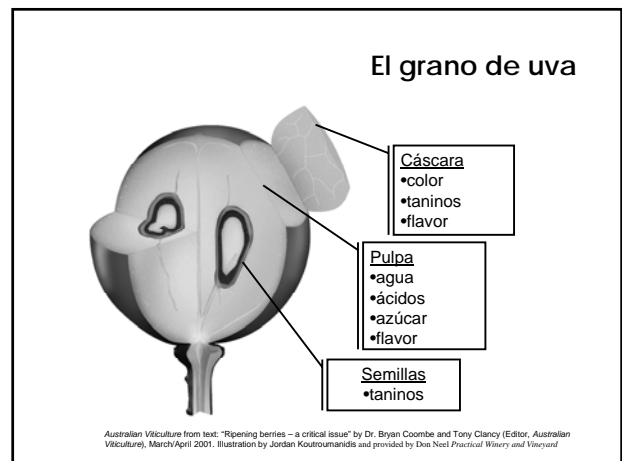 El grano de uva
Cáscara
•color
•taninos
•flavor
Pulpa
•agua
•ácidos
•azúcar
•flavor
Semillas
•taninos
Australian Viticulture from text: “Ripening berries – a critical issue” by Dr. Bryan Coombe and Tony Clancy (Editor, Australian
Viticulture), March/April 2001. Illustration by Jordan Koutroumanidis and provided by Don Neel Practical Winery and Vineyard